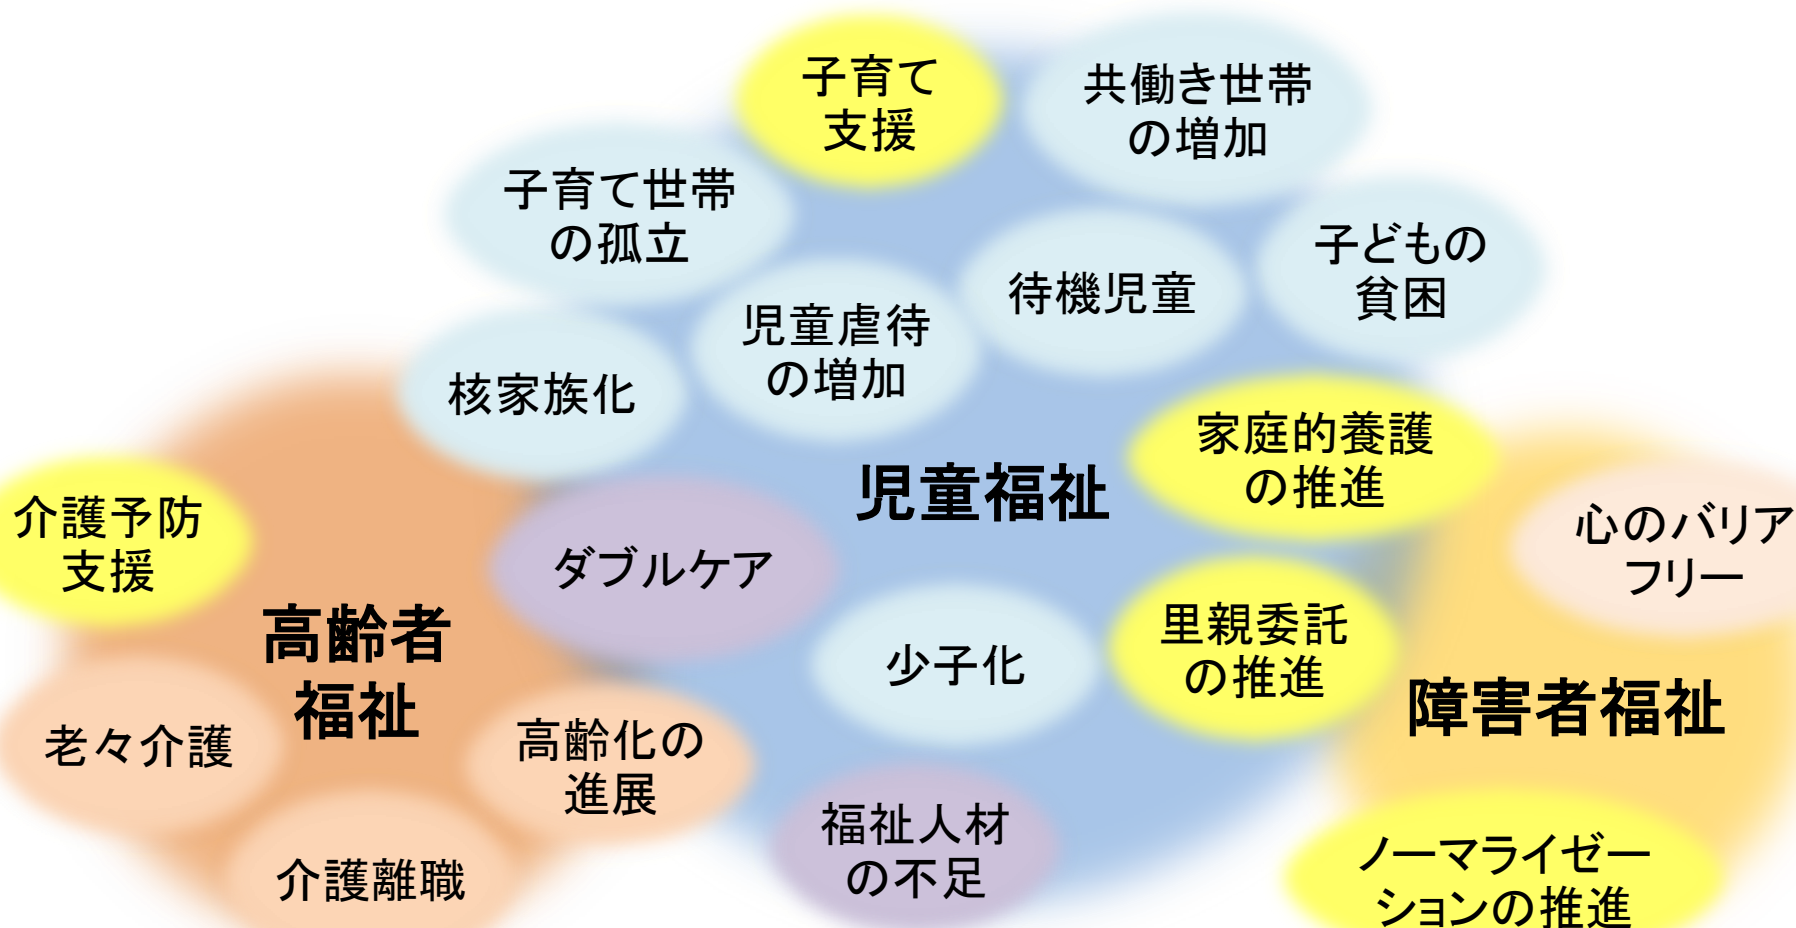 子育て
支援
共働き世帯
の増加
子育て世帯
の孤立
子どもの
貧困
待機児童
児童虐待
の増加
核家族化
家庭的養護
の推進
児童福祉
介護予防
支援
心のバリア
フリー
ダブルケア
高齢者
福祉
里親委託
の推進
少子化
障害者福祉
老々介護
高齢化の
進展
福祉人材
の不足
介護離職
ノーマライゼー
ションの推進